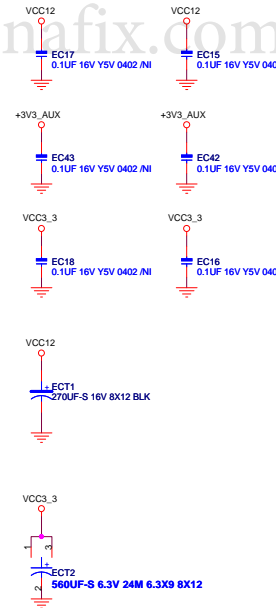 nafix.com
VCC12 VCC12
EC17 EC15
0.1UF 16V Y5V 0402 /NI 0.1UF 16V Y5V 040
+3V3_AUX +3V3_AUX
EC43 EC42
0.1UF 16V Y5V 0402 /NI 0.1UF 16V Y5V 040
VCC3_3 VCC3_3
EC18 EC16
0.1UF 16V Y5V 0402 /NI 0.1UF 16V Y5V 040
VCC12
+ ECT1
270UF-S 16V 8X12 BLK
VCC3_3
1 3
+ ECT2
560UF-S 6.3V 24M 6.3X9 8X12
2